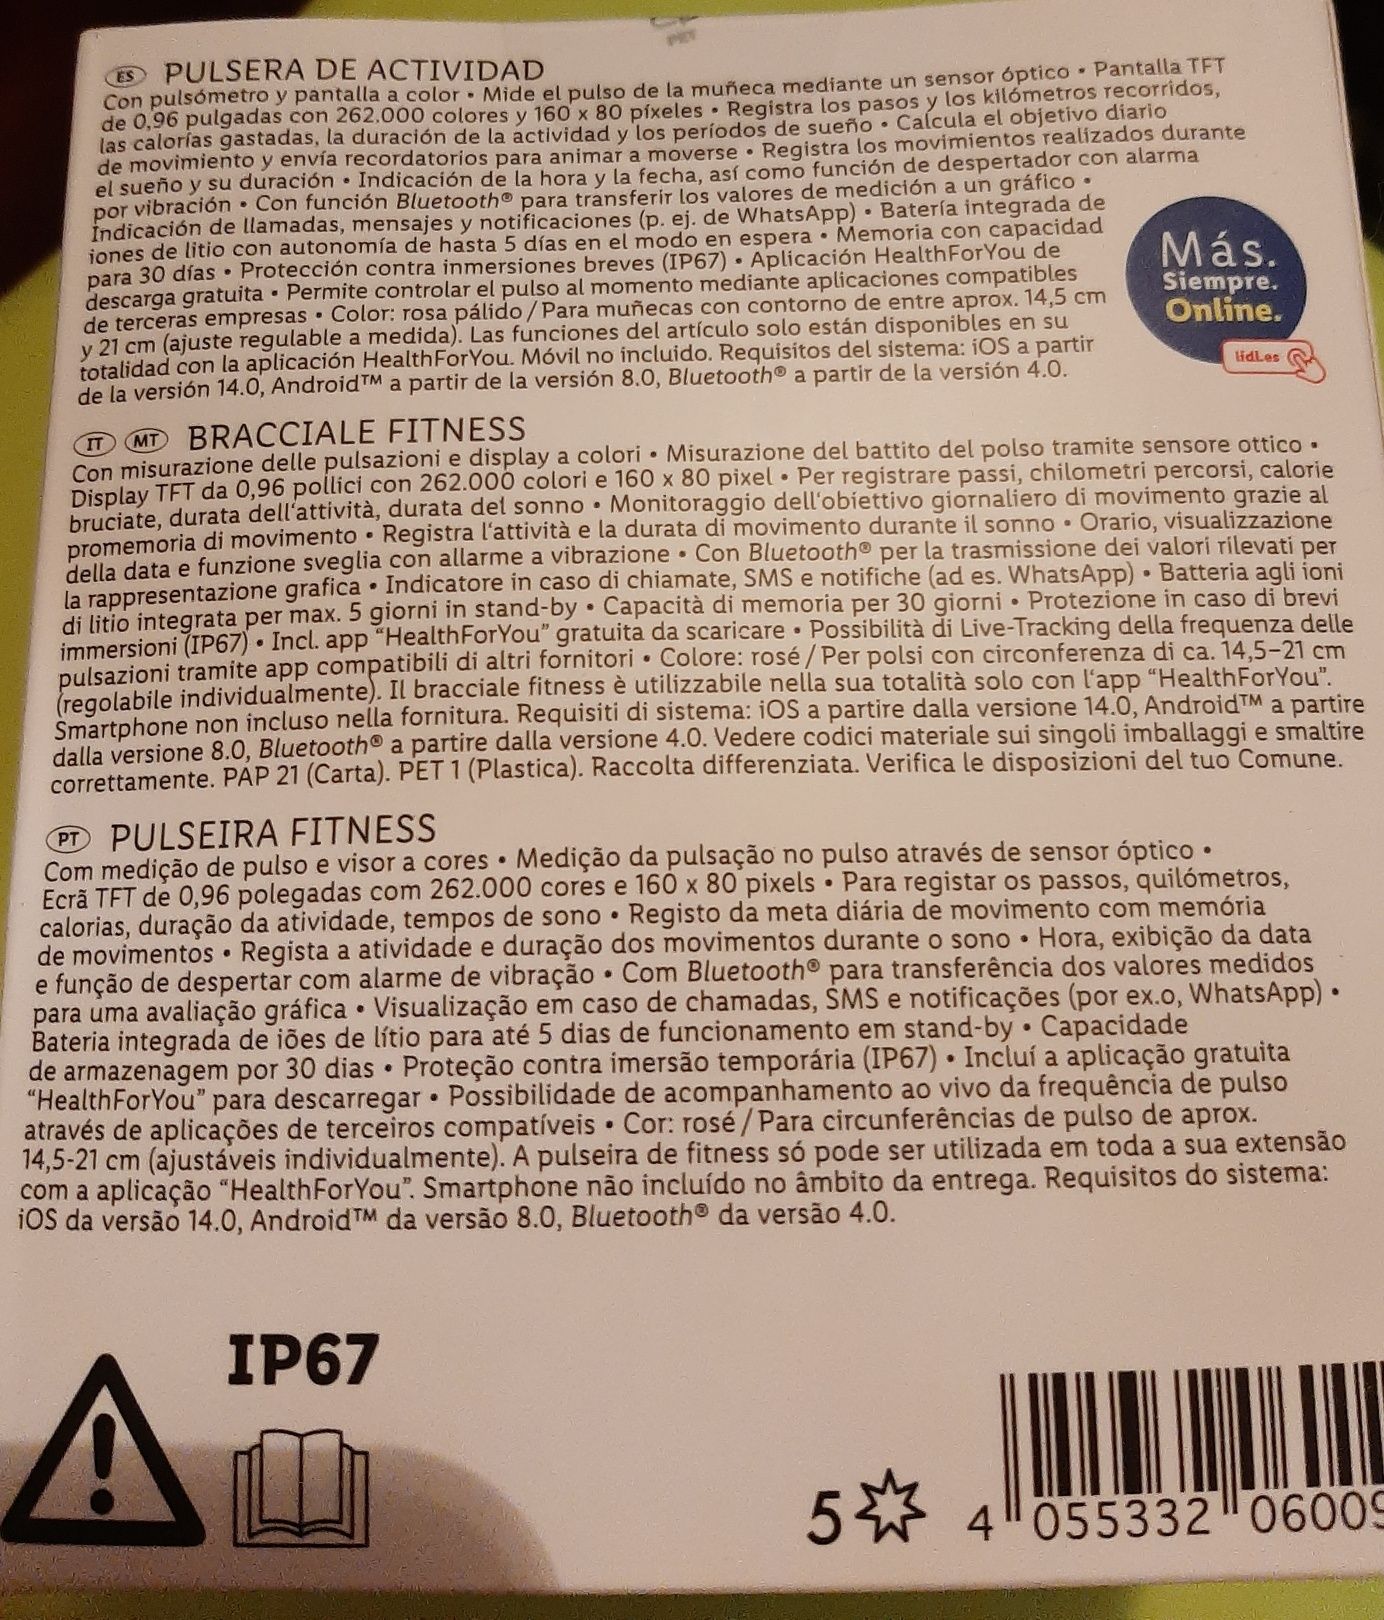 PET
ES PULSERA DE ACTIVIDAD
Con pulsómetro y pantalla a color • Mide el pulso de la muñeca mediante un sensor óptico • Pantalla TFT
de 0,96 pulgadas con 262.000 colores y 160 x 80 píxeles • Registra los pasos y los kilómetros recorridos,
las calorías gastadas, la duración de la actividad y los períodos de sueño • Calcula el objetivo diario
de movimiento y envía recordatorios para animar a moverse • Registra los movimientos realizados durante
el sueño y su duración • Indicación de la hora y la fecha, así como función de despertador con alarma
por vibración • Con función Bluetooth® para transferir los valores de medición a un gráfico •
Indicación de llamadas, mensajes y notificaciones (p. ej. de WhatsApp) • Batería integrada de
iones de litio con autonomía de hasta 5 días en el modo en espera • Memoria con capacidad
para 30 días • Protección contra inmersiones breves (IP67) • Aplicación HealthForYou de
descarga gratuita • Permite controlar el pulso al momento mediante aplicaciones compatibles
de terceras empresas • Color: rosa pálido / Para muñecas con contorno de entre aprox. 14,5 cm
y 21 cm (ajuste regulable a medida). Las funciones del artículo solo están disponibles en su
totalidad con la aplicación HealthForYou. Móvil no incluido. Requisitos del sistema: iOS a partir
de la versión 14.0, Android™ a partir de la versión 8.0, Bluetooth® a partir de la versión 4.0.
Más.
Siempre.
Online.
lidl.es
IT MT BRACCIALE FITNESS
Con misurazione delle pulsazioni e display a colori • Misurazione del battito del polso tramite sensore ottico •
Display TFT da 0,96 pollici con 262.000 colori e 160 x 80 pixel • Per registrare passi, chilometri percorsi, calorie
bruciate, durata dell'attività, durata del sonno • Monitoraggio dell'obiettivo giornaliero di movimento grazie al
promemoria di movimento • Registra l'attività e la durata di movimento durante il sonno • Orario, visualizzazione
della data e funzione sveglia con allarme a vibrazione • Con Bluetooth® per la trasmissione dei valori rilevati per
la rappresentazione grafica • Indicatore in caso di chiamate, SMS e notifiche (ad es. WhatsApp) • Batteria agli ioni
di litio integrata per max. 5 giorni in stand-by • Capacità di memoria per 30 giorni • Protezione in caso di brevi
immersioni (IP67) • Incl. app “HealthForYou” gratuita da scaricare • Possibilità di Live-Tracking della frequenza delle
pulsazioni tramite app compatibili di altri fornitori • Colore: rosé / Per polsi con circonferenza di ca. 14,5–21 cm
(regolabile individualmente). Il bracciale fitness è utilizzabile nella sua totalità solo con l'app “HealthForYou”.
Smartphone non incluso nella fornitura. Requisiti di sistema: iOS a partire dalla versione 14.0, Android™ a partire
dalla versione 8.0, Bluetooth® a partire dalla versione 4.0. Vedere codici materiale sui singoli imballaggi e smaltire
correttamente. PAP 21 (Carta). PET 1 (Plastica). Raccolta differenziata. Verifica le disposizioni del tuo Comune.
PT PULSEIRA FITNESS
Com medição de pulso e visor a cores • Medição da pulsação no pulso através de sensor óptico •
Ecrã TFT de 0,96 polegadas com 262.000 cores e 160 x 80 pixels • Para registar os passos, quilómetros,
calorias, duração da atividade, tempos de sono • Registo da meta diária de movimento com memória
de movimentos • Regista a atividade e duração dos movimentos durante o sono • Hora, exibição da data
e função de despertar com alarme de vibração • Com Bluetooth® para transferência dos valores medidos
para uma avaliação gráfica • Visualização em caso de chamadas, SMS e notificações (por ex.o, WhatsApp) •
Bateria integrada de iões de lítio para até 5 dias de funcionamento em stand-by • Capacidade
de armazenagem por 30 dias • Proteção contra imersão temporária (IP67) • Incluí a aplicação gratuita
“HealthForYou” para descarregar • Possibilidade de acompanhamento ao vivo da frequência de pulso
através de aplicações de terceiros compatíveis • Cor: rosé / Para circunferências de pulso de aprox.
14,5-21 cm (ajustáveis individualmente). A pulseira de fitness só pode ser utilizada em toda a sua extensão
com a aplicação “HealthForYou”. Smartphone não incluído no âmbito da entrega. Requisitos do sistema:
iOS da versão 14.0, Android™ da versão 8.0, Bluetooth® da versão 4.0.
IP67
5
4 055332 06009